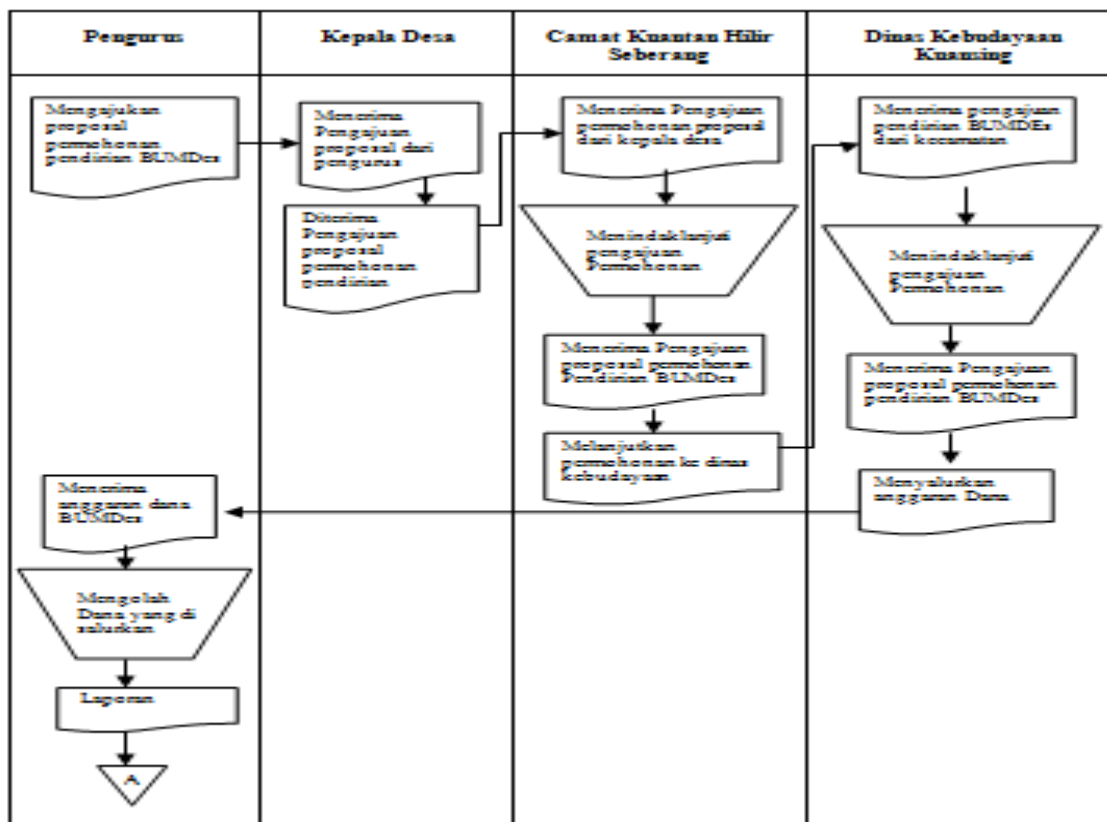 Pengurus
Kepala Desa
Camat Kuantan Hilir
Seberang
Dinas Kebudayaan
Kuansing
Mengajukan
proposal
permohonan
pendirian BUMDes
Menerima
Pengajuan
proposal dari
pengurus
Diterima
Pengajuan
proposal
permohonan
pendirian
Menerima Pengajuan
permohonan proposal
dari kepala desa
Menindaklanjuti
pengajuan
Permohonan
Menerima Pengajuan
proposal permohonan
Pendirian BUMDes
Melanjutkan
permohonan ke dinas
kebudayaan
Menerima pengajuan
pendirian BUMDEs
dari kecamatan
Menindaklanjuti
pengajuan
Permohonan
Menerima Pengajuan
proposal permohonan
pendirian BUMDes
Menyalurkan
anggaran Dana
Menerima
anggaran dana
BUMDes
Mengolah
Dana yang di
salurkan
Laporan
A